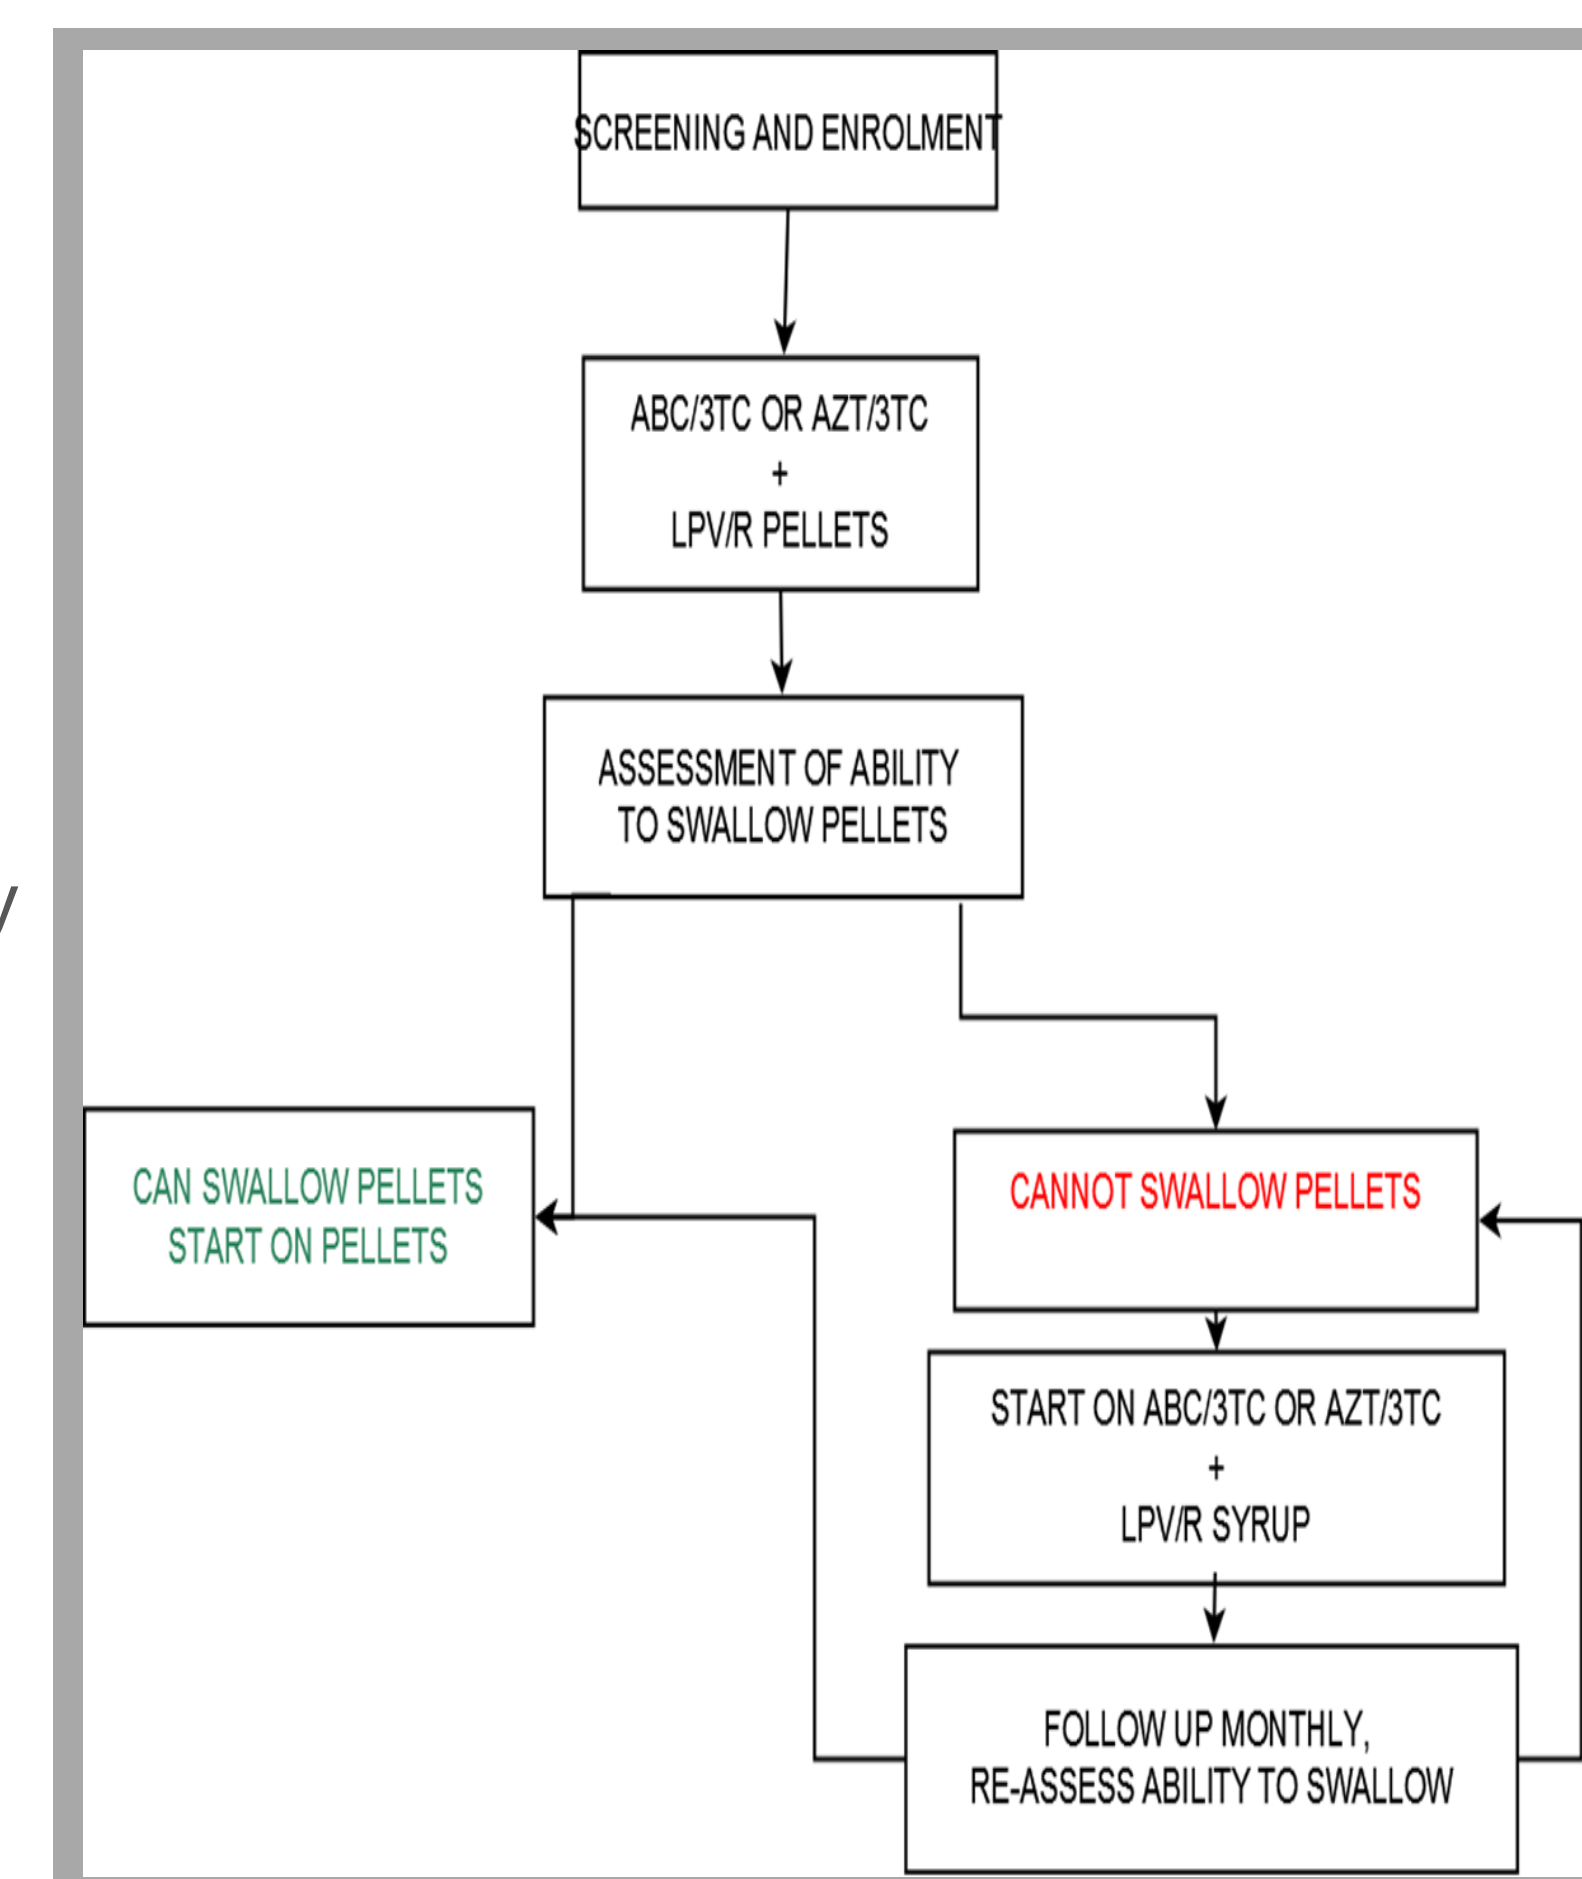 SCREENING AND ENROLMENT
ABC/3TC OR AZT/3TC
+
LPV/R PELLETS
ASSESSMENT OF ABILITY
TO SWALLOW PELLETS
CAN SWALLOW PELLETS
START ON PELLETS
CANNOT SWALLOW PELLETS
START ON ABC/3TC OR AZT/3TC
+
LPV/R SYRUP
FOLLOW UP MONTHLY,
RE-ASSESS ABILITY TO SWALLOW